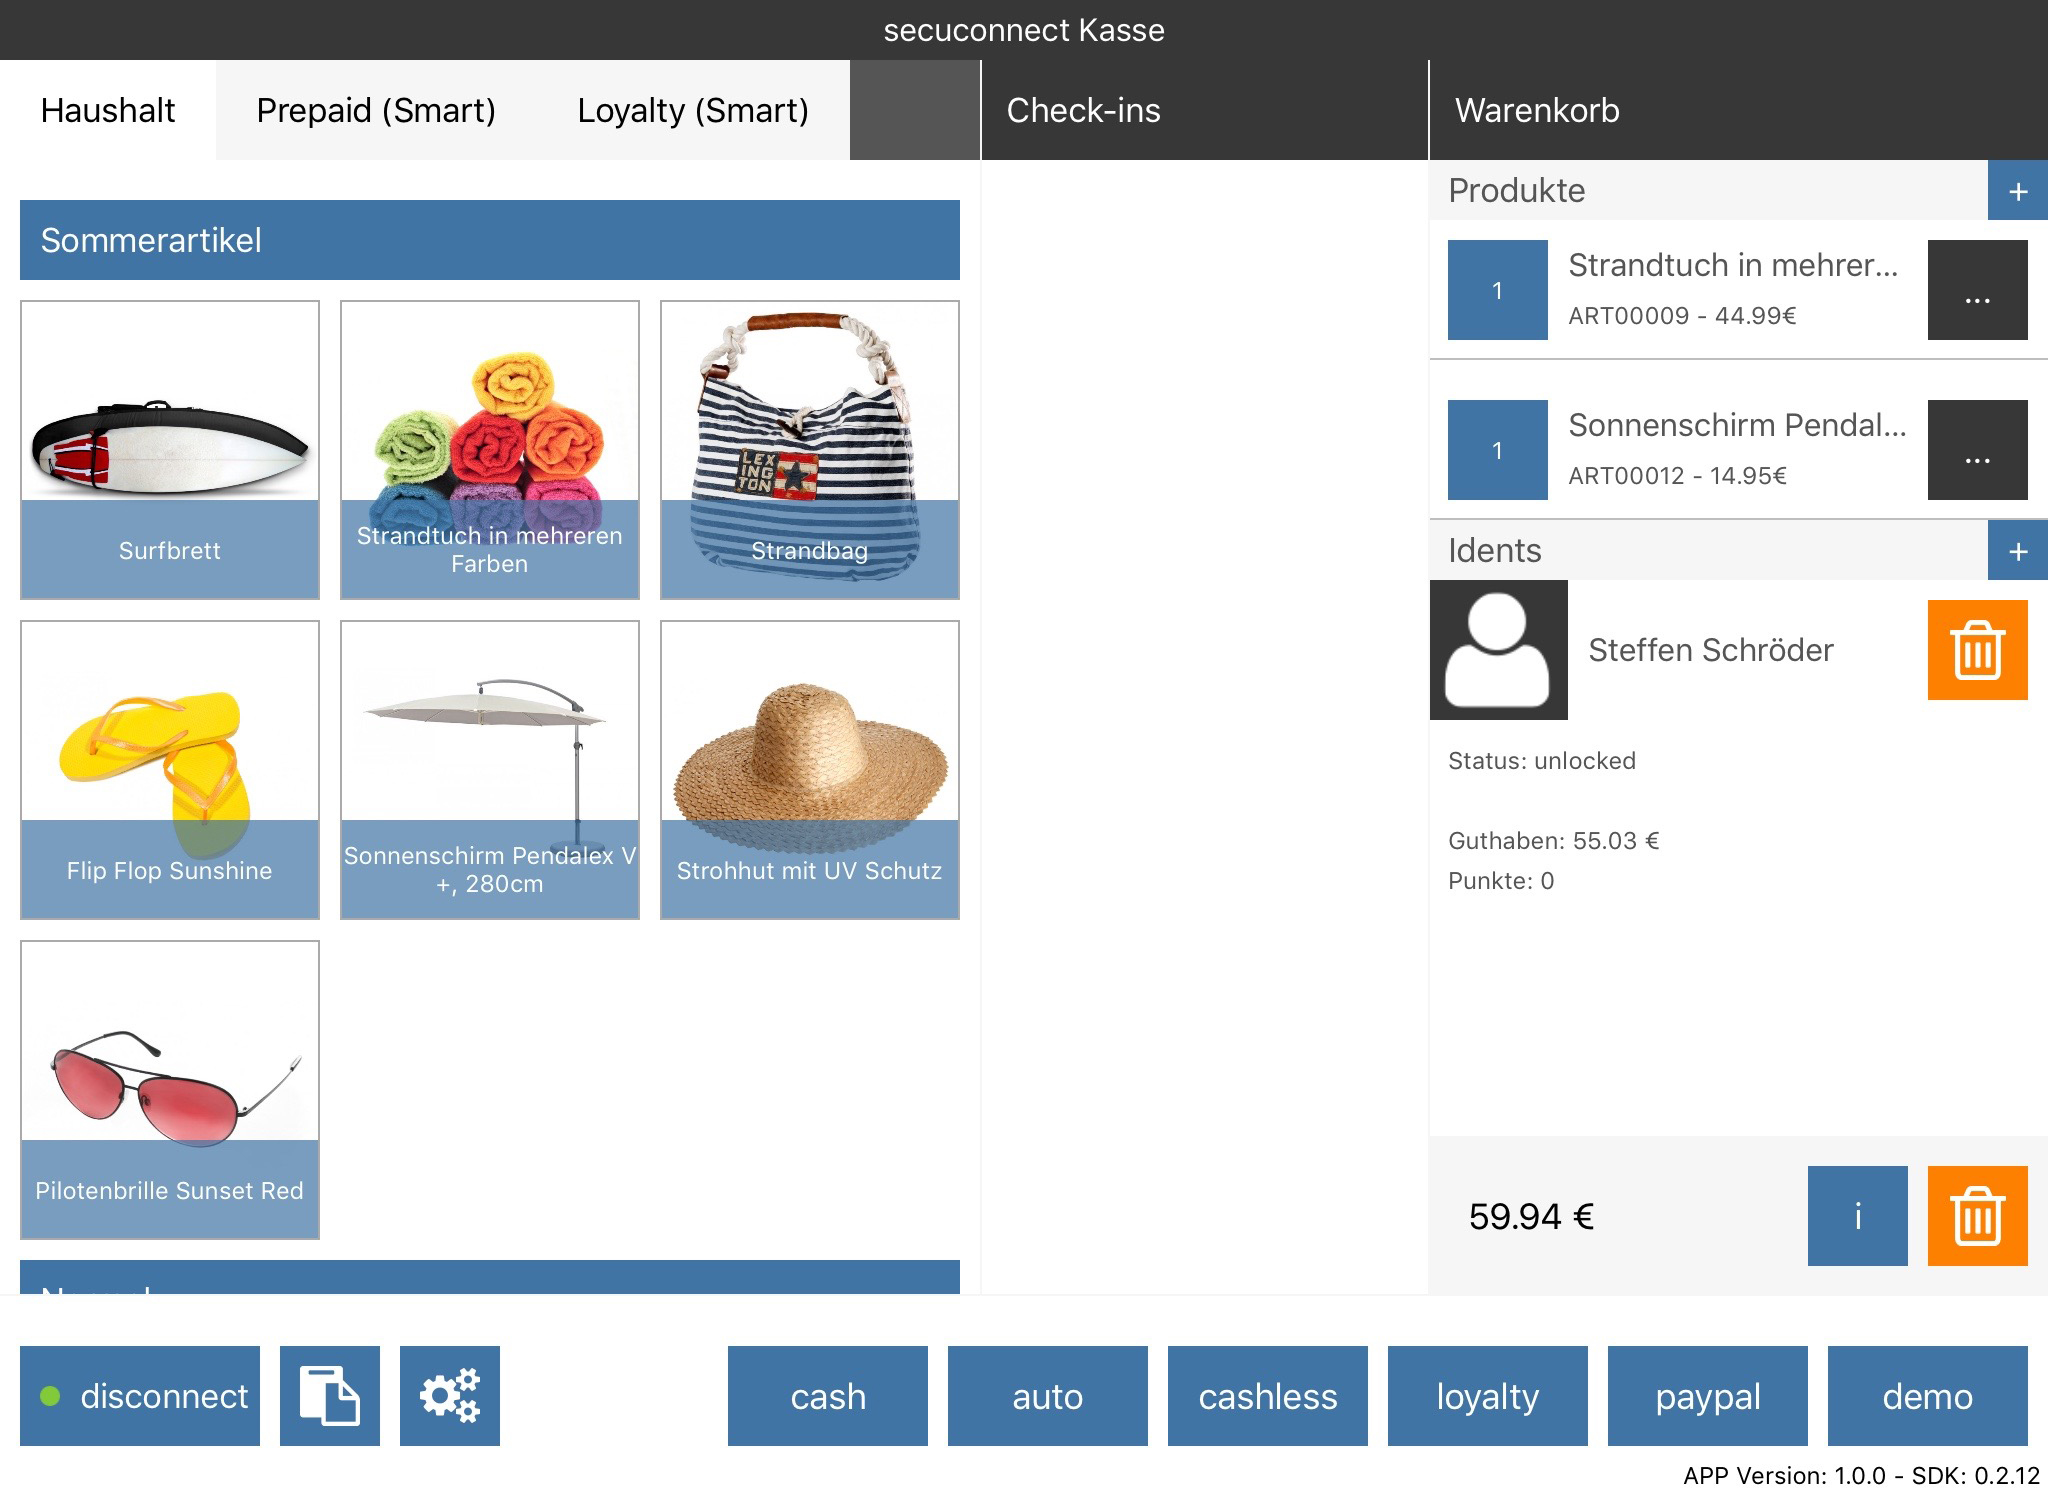 secuconnect Kasse
Haushalt
Prepaid (Smart)
Loyalty (Smart)
Check-ins
Warenkorb
Sommerartikel
Surfbrett
Strandtuch in mehreren
Farben
LEX
ING
TON
Strandbag
Flip Flop Sunshine
Sonnenschirm Pendalex V
+, 280cm
Strohhut mit UV Schutz
Pilotenbrille Sunset Red
Produkte
+
1
Strandtuch in mehrer...
ART00009 - 44.99€
...
1
Sonnenschirm Pendal...
ART00012 - 14.95€
...
Idents
+
Steffen Schröder
Status: unlocked
Guthaben: 55.03 €
Punkte: 0
59.94 €
i
disconnect
cash
auto
cashless
loyalty
paypal
demo
APP Version: 1.0.0 - SDK: 0.2.12